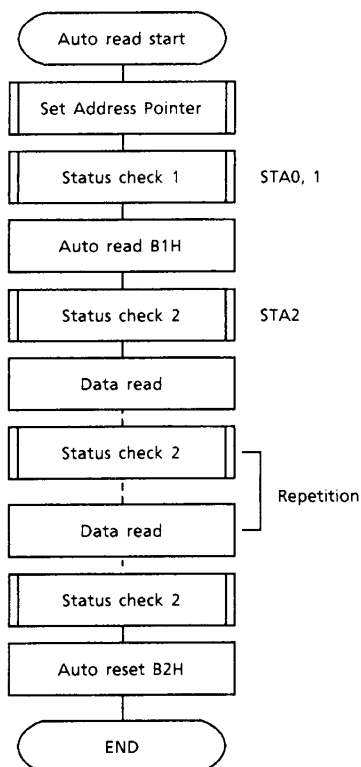 Auto read start
Set Address Pointer
Status check 1
STA0, 1
Auto read B1H
Status check 2
STA2
Data read
Status check 2
Repetition
Data read
Status check 2
Auto reset B2H
END